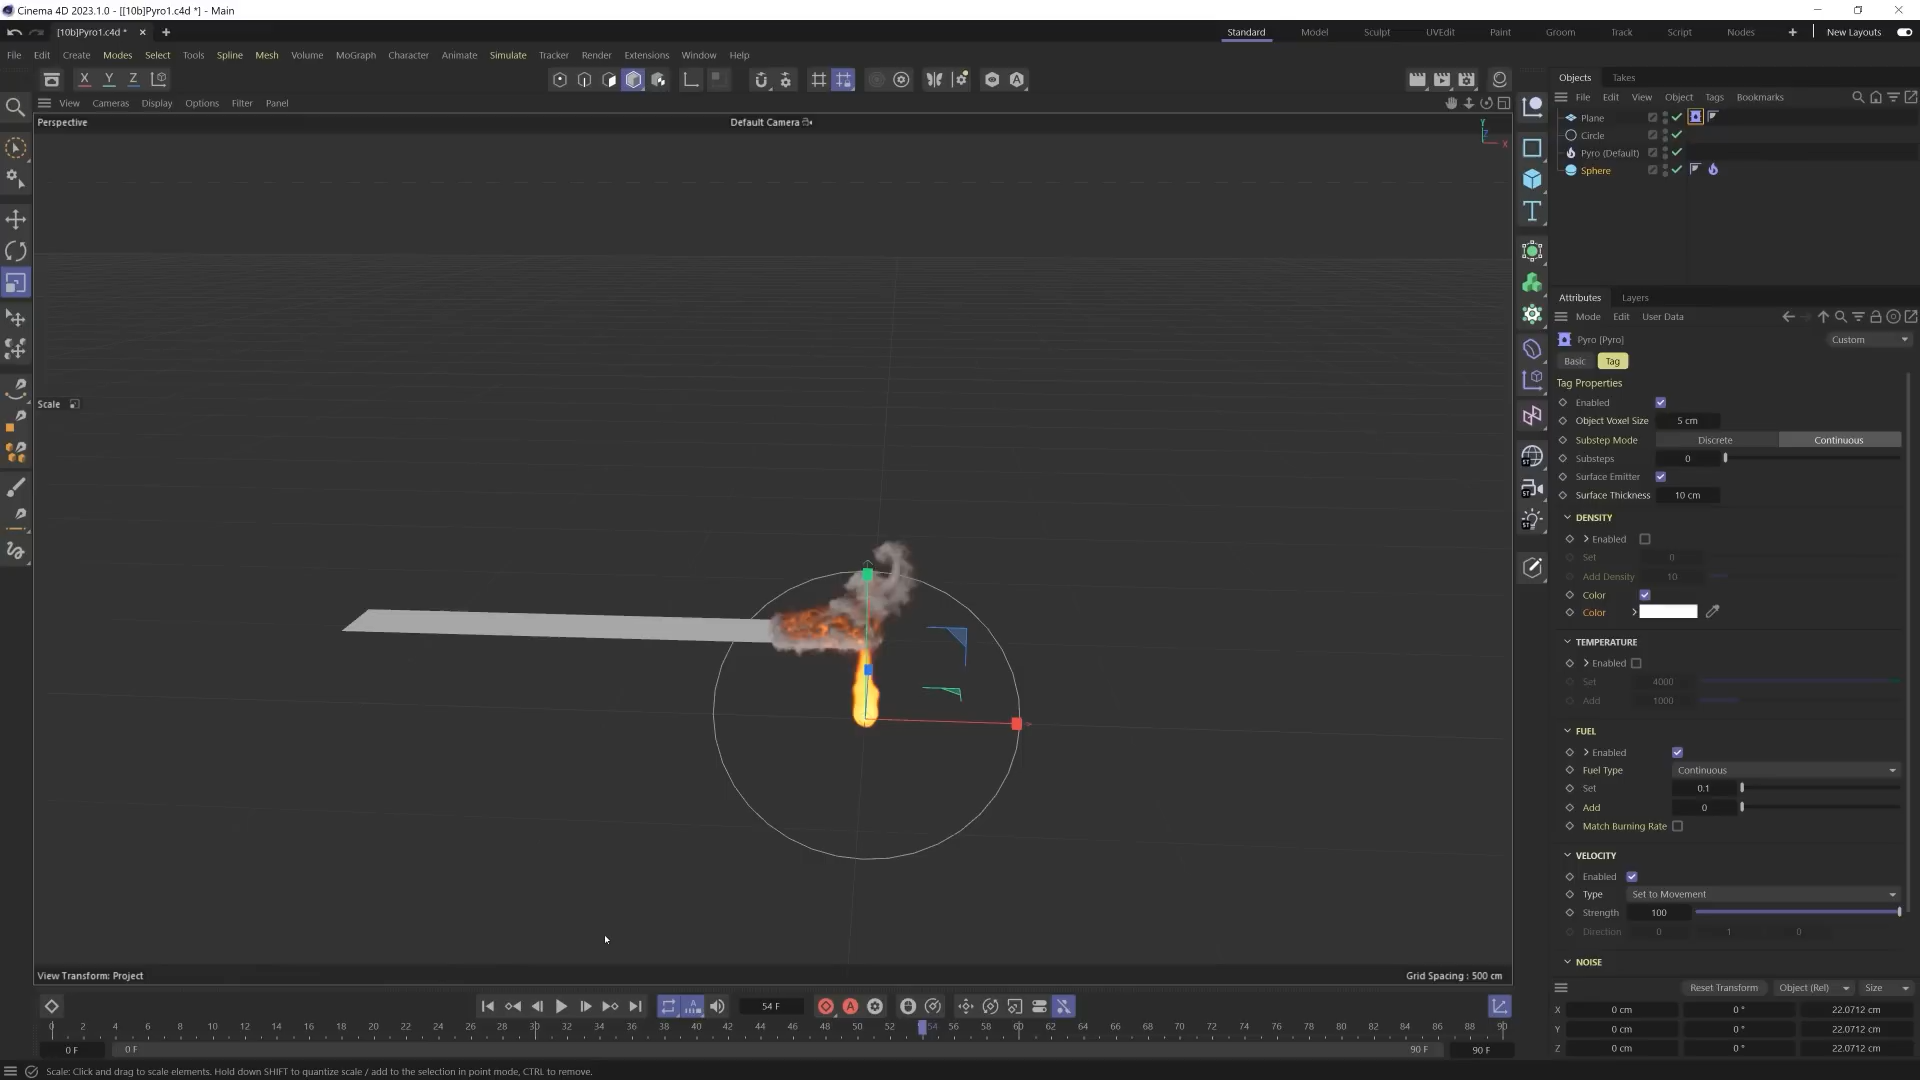 Cinema 4D 2023.1.0 - [[10b]Pyro1.c4d *] - Main
[10b]Pyro1.c4d *
Standard
Model
Sculpt
UVEdit
Paint
Groom
Track
Script
Nodes
New Layouts
File Edit Create Modes Select Tools Spline Mesh Volume MoGraph Character Animate Simulate Tracker Render Extensions Window Help
X Y Z
View Cameras Display Options Filter Panel
Perspective
Default Camera
Y
Z
X
Scale
View Transform: Project
Grid Spacing : 500 cm
Objects Takes
File Edit View Object Tags Bookmarks
Plane
Circle
Pyro (Default)
Sphere
Attributes Layers
Mode Edit User Data
Pyro [Pyro]
Custom
Basic Tag
Tag Properties
Enabled
Object Voxel Size 5 cm
Substep Mode Discrete Continuous
Substeps 0
Surface Emitter
Surface Thickness 10 cm
DENSITY
Enabled
Set 0
Add Density 10
Color
Color
TEMPERATURE
Enabled
Set 4000
Add 1000
FUEL
Enabled
Fuel Type Continuous
Set 0.1
Add 0
Match Burning Rate
VELOCITY
Enabled
Type Set to Movement
Strength 100
Direction 0 1 0
NOISE
Reset Transform Object (Rel) Size
X 0 cm 0 ° 22.0712 cm
Y 0 cm 0 ° 22.0712 cm
Z 0 cm 0 ° 22.0712 cm
54 F
0 2 4 6 8 10 12 14 16 18 20 22 24 26 28 30 32 34 36 38 40 42 44 46 48 50 52 54 56 58 60 62 64 66 68 70 72 74 76 78 80 82 84 86 88 90
0 F 0 F 90 F 90 F
Scale: Click and drag to scale elements. Hold down SHIFT to quantize scale / add to the selection in point mode, CTRL to remove.